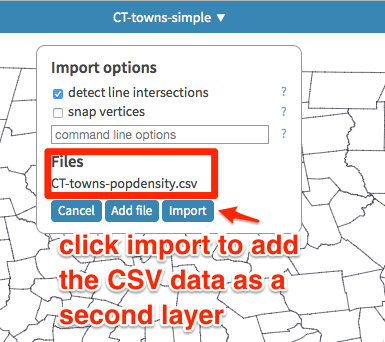 CT-towns-simple ▼
Import options
detect line intersections ?
snap vertices ?
command line options ?
Files
CT-towns-popdensity.csv
Cancel Add file Import
click import to add
the CSV data as a
second layer